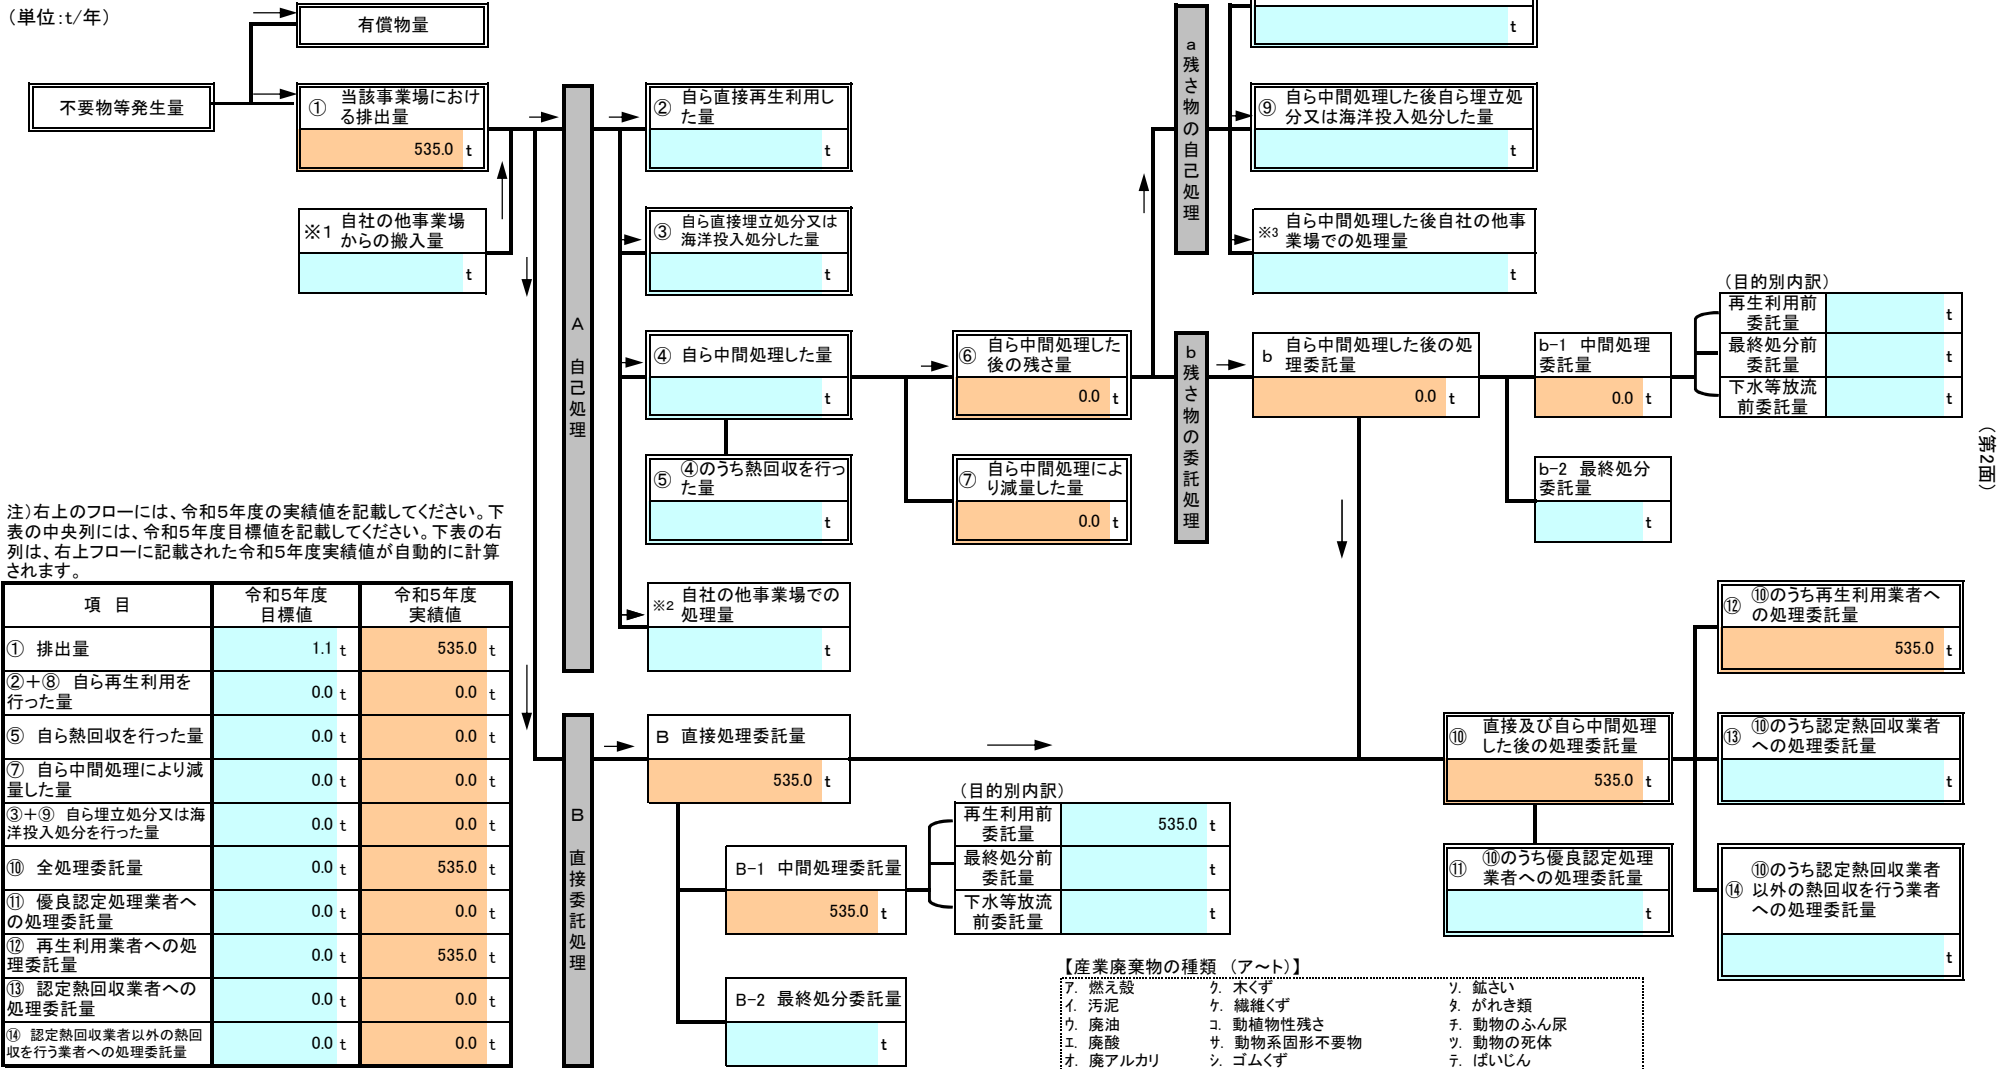 （単位：t/年）
有償物量
不要物等発生量
① 当該事業場におけ
る排出量
535.0 t
※1 自社の他事業場
からの搬入量
t
A 自己処理
② 自ら直接再生利用し
た量
t
③ 自ら直接埋立処分又は
海洋投入処分した量
t
④ 自ら中間処理した量
t
⑤ ④のうち熱回収を行っ
た量
t
※2 自社の他事業場での
処理量
t
⑥ 自ら中間処理した
後の残さ量
0.0 t
⑦ 自ら中間処理によ
り減量した量
0.0 t
a 残さ物の自己処理
t
⑨ 自ら中間処理した後自ら埋立処
分又は海洋投入処分した量
t
※3 自ら中間処理した後自社の他事
業場での処理量
t
b 残さ物の委託処理
b 自ら中間処理した後の処
理委託量
0.0 t
b-1 中間処理
委託量
0.0 t
b-2 最終処分
委託量
t
（目的別内訳）
再生利用前
委託量
t
最終処分前
委託量
t
下水等放流
前委託量
t
（第2面）
注）右上のフローには、令和5年度の実績値を記載してください。下
表の中央列には、令和5年度目標値を記載してください。下表の右
列は、右上フローに記載された令和5年度実績値が自動的に計算
されます。
項 目 令和5年度 目標値 令和5年度 実績値
① 排出量 1.1 t 535.0 t
②＋⑧ 自ら再生利用を
行った量 0.0 t 0.0 t
⑤ 自ら熱回収を行った量 0.0 t 0.0 t
⑦ 自ら中間処理により減
量した量 0.0 t 0.0 t
③＋⑨ 自ら埋立処分又は海
洋投入処分を行った量 0.0 t 0.0 t
⑩ 全処理委託量 0.0 t 535.0 t
⑪ 優良認定処理業者へ
の処理委託量 0.0 t 0.0 t
⑫ 再生利用業者への処
理委託量 0.0 t 535.0 t
⑬ 認定熱回収業者への
処理委託量 0.0 t 0.0 t
⑭ 認定熱回収業者以外の熱回
収を行う業者への処理委託量 0.0 t 0.0 t
B 直接委託処理
B 直接処理委託量
535.0 t
B-1 中間処理委託量
535.0 t
B-2 最終処分委託量
t
（目的別内訳）
再生利用前
委託量
535.0 t
最終処分前
委託量
t
下水等放流
前委託量
t
⑩ 直接及び自ら中間処理
した後の処理委託量
535.0 t
⑪ ⑩のうち優良認定処理
業者への処理委託量
t
⑫ ⑩のうち再生利用業者へ
の処理委託量
535.0 t
⑬ ⑩のうち認定熱回収業者
への処理委託量
t
⑭ ⑩のうち認定熱回収業者
以外の熱回収を行う業者
への処理委託量
t
【産業廃棄物の種類 （ア～ト）】
ア. 燃え殻 ク. 木くず ソ. 鉱さい
イ. 汚泥 ケ. 繊維くず タ. がれき類
ウ. 廃油 コ. 動植物性残さ チ. 動物のふん尿
エ. 廃酸 サ. 動物系固形不要物 ツ. 動物の死体
オ. 廃アルカリ シ. ゴムくず テ. ばいじん